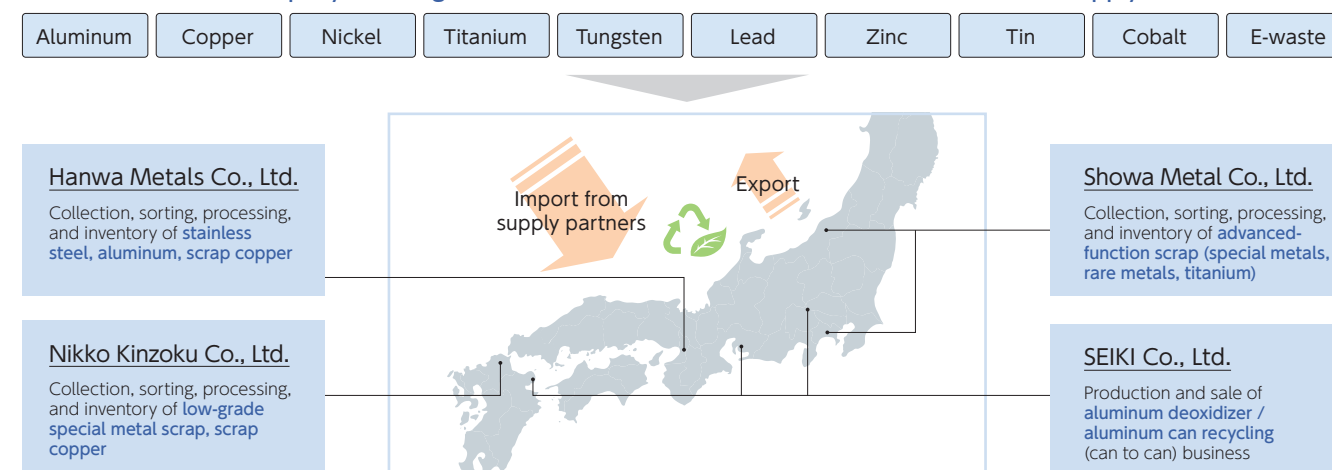 Aluminum
Copper
Nickel
Titanium
Tungsten
Lead
Zinc
Tin
Cobalt
E-waste
Hanwa Metals Co., Ltd.
Collection, sorting, processing,
and inventory of stainless
steel, aluminum, scrap copper
Import from
supply partners
Export
Showa Metal Co., Ltd.
Collection, sorting, processing,
and inventory of advanced-
function scrap (special metals,
rare metals, titanium)
Nikko Kinzoku Co., Ltd.
Collection, sorting, processing,
and inventory of low-grade
special metal scrap, scrap
copper
SEIKI Co., Ltd.
Production and sale of
aluminum deoxidizer /
aluminum can recycling
(can to can) business